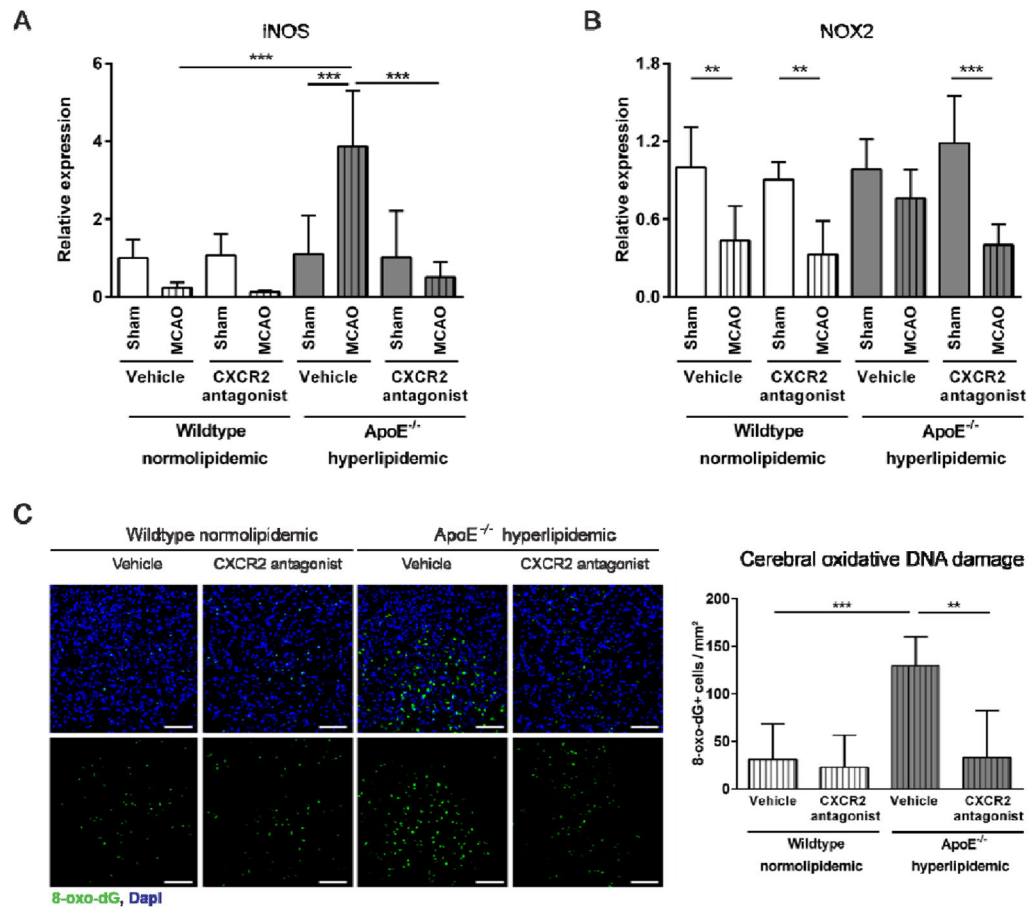 A
iNOS
Relative expression
6
4
2
0
***
***
***
Sham
MCAO
Sham
MCAO
Sham
MCAO
Sham
MCAO
Vehicle
CXCR2
antagonist
Vehicle
CXCR2
antagonist
Wildtype
normolipidemic
ApoE-/-
hyperlipidemic
B
NOX2
Relative expression
1.8
1.2
0.6
0.0
**
**
***
Sham
MCAO
Sham
MCAO
Sham
MCAO
Sham
MCAO
Vehicle
CXCR2
antagonist
Vehicle
CXCR2
antagonist
Wildtype
normolipidemic
ApoE-/-
hyperlipidemic
C
Wildtype normolipidemic
ApoE-/- hyperlipidemic
Vehicle
CXCR2 antagonist
Vehicle
CXCR2 antagonist
8-oxo-dG, Dapi
Cerebral oxidative DNA damage
8-oxo-dG+ cells / mm²
200
150
100
50
0
***
**
Vehicle
CXCR2
antagonist
Vehicle
CXCR2
antagonist
Wildtype
normolipidemic
ApoE-/-
hyperlipidemic